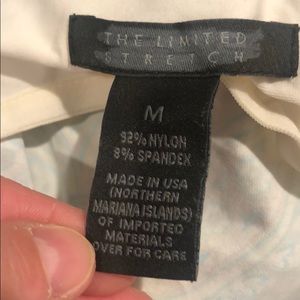 THE LIMITED
STRETCH
M
92% NYLON
8% SPANDEX
MADE IN USA
(NORTHERN
MARIANA ISLANDS)
OF IMPORTED
MATERIALS
OVER FOR CARE